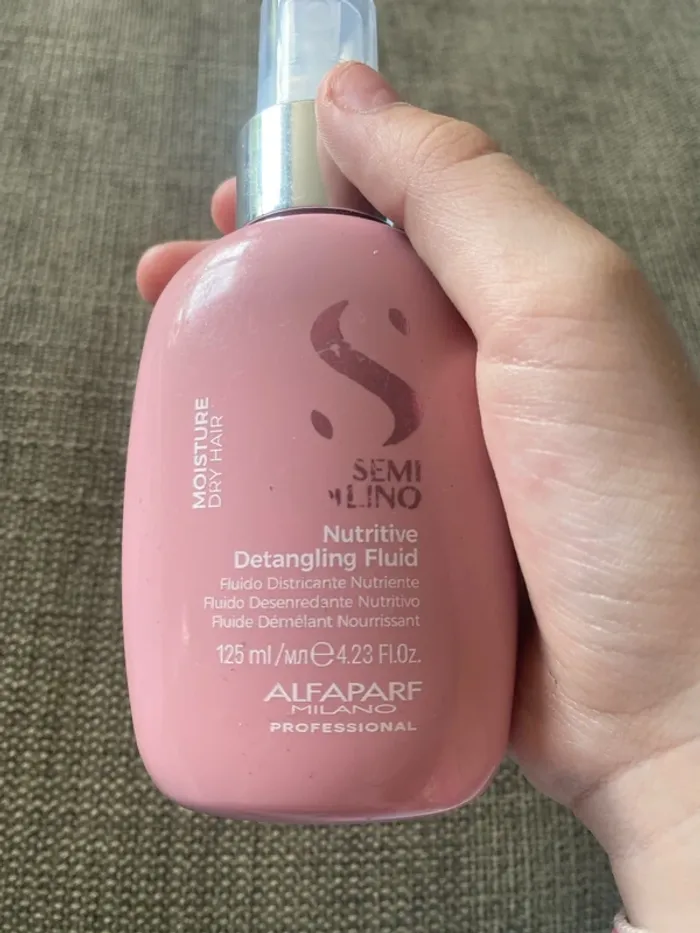 MOISTURE
DRY HAIR
SEMI
LINO
Nutritive
Detangling Fluid
Fluido Districante Nutriente
Fluido Desenredante Nutritivo
Fluide Démêlant Nourrissant
125 ml/мл℮4.23 Fl.Oz.
ALFAPARF
MILANO
PROFESSIONAL